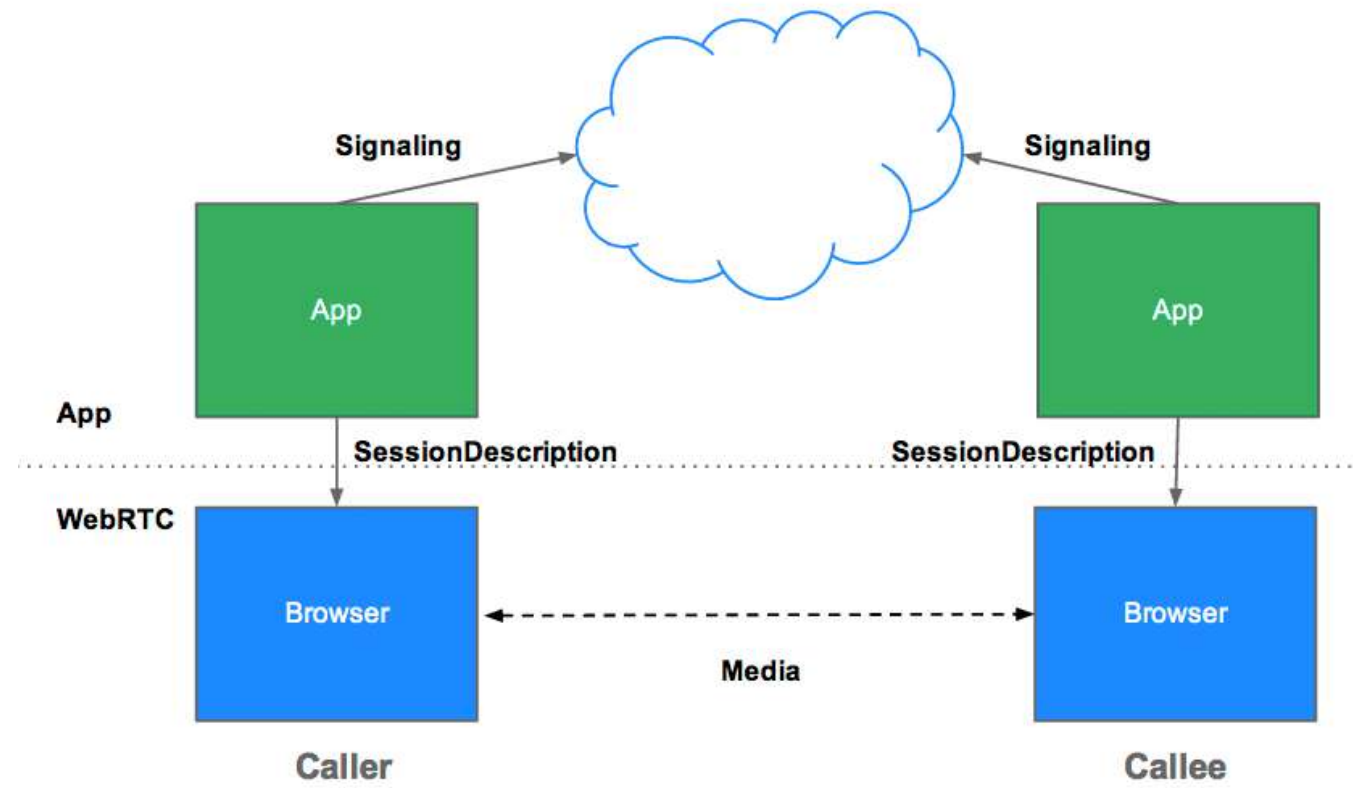 Signaling
Signaling
App
App
App
SessionDescription
SessionDescription
WebRTC
Browser
Browser
Media
Caller
Callee